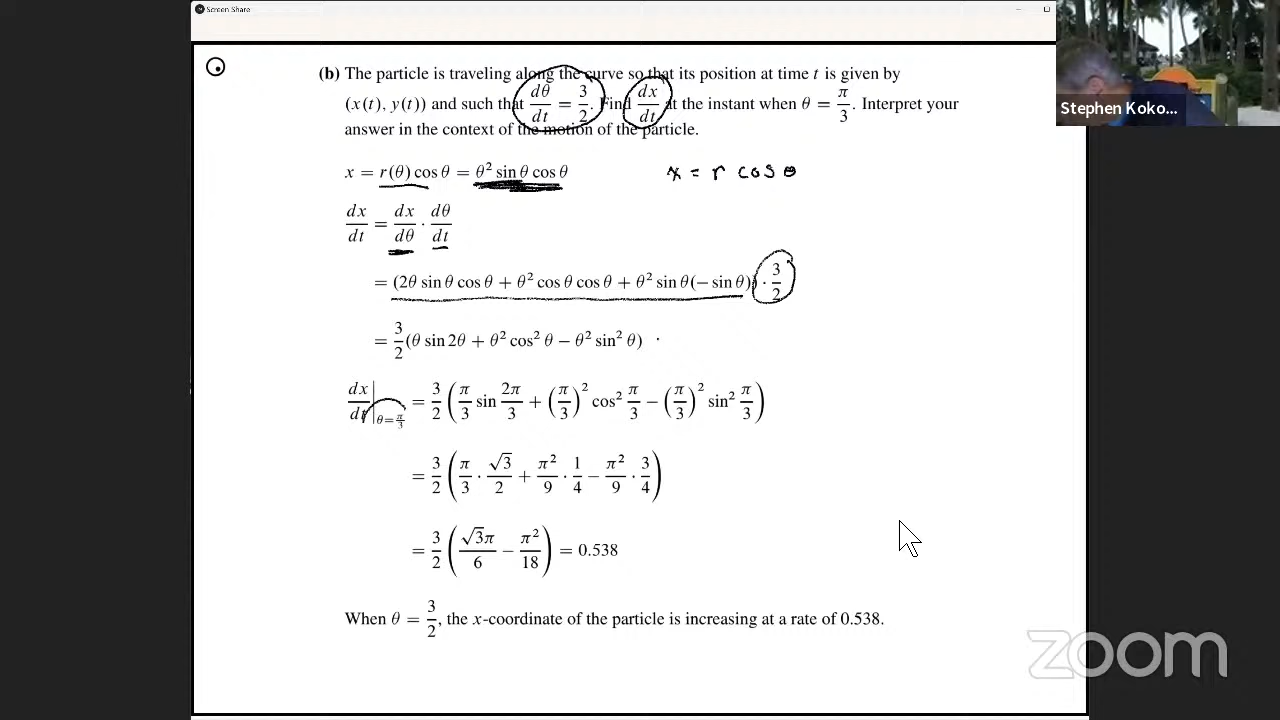 Screen Share
(b) The particle is traveling along the curve so that its position at time t is given by
(x(t), y(t)) and such that dθ/dt = 3/2. Find dx/dt at the instant when θ = π/3. Interpret your
answer in the context of the motion of the particle.
Stephen Koko...
x = r(θ) cos θ = θ² sin θ cos θ
x = r cos θ
dx/dt = dx/dθ · dθ/dt
= (2θ sin θ cos θ + θ² cos θ cos θ + θ² sin θ(− sin θ)) · 3/2
= 3/2 (θ sin 2θ + θ² cos² θ − θ² sin² θ)
dx/dt |θ=π/3 = 3/2 (π/3 sin 2π/3 + (π/3)² cos² π/3 − (π/3)² sin² π/3)
= 3/2 (π/3 · √3/2 + π²/9 · 1/4 − π²/9 · 3/4)
= 3/2 (√3π/6 − π²/18) = 0.538
When θ = 3/2, the x-coordinate of the particle is increasing at a rate of 0.538.
zoom